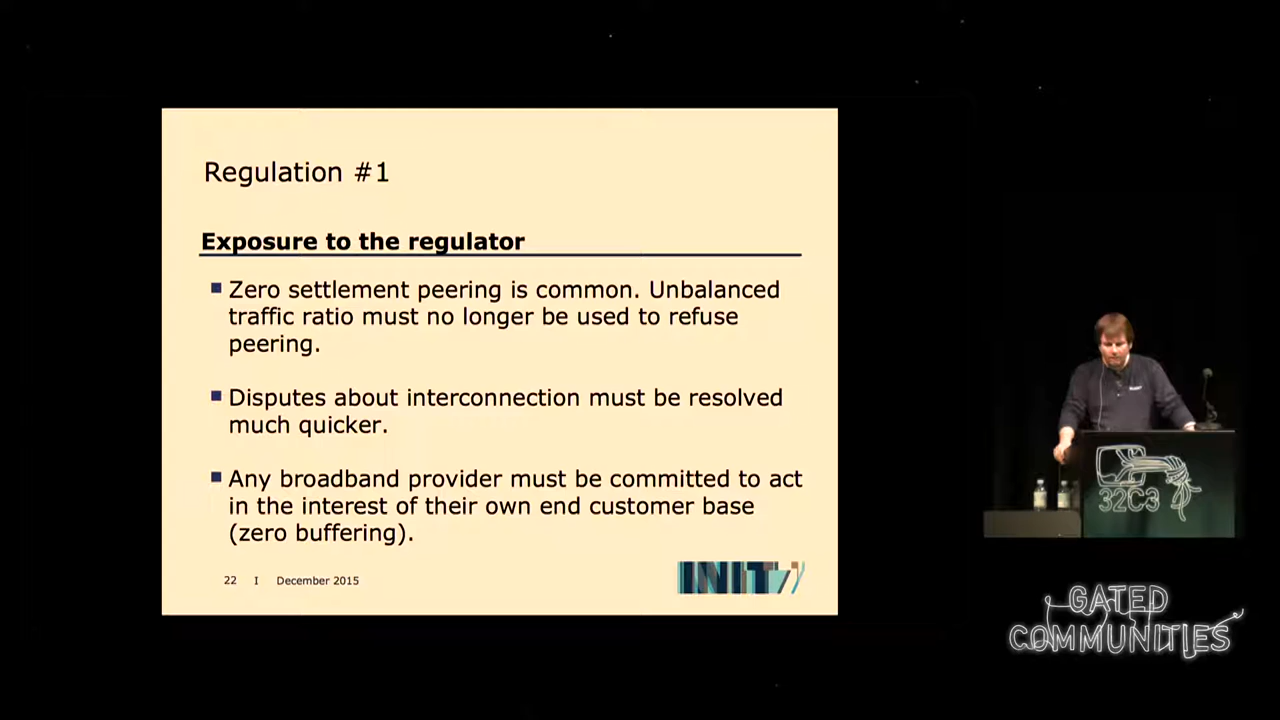 Regulation #1
Exposure to the regulator
Zero settlement peering is common. Unbalanced
traffic ratio must no longer be used to refuse
peering.
Disputes about interconnection must be resolved
much quicker.
Any broadband provider must be committed to act
in the interest of their own end customer base
(zero buffering).
22 I December 2015
INIT7
32C3
GATED
COMMUNITIES